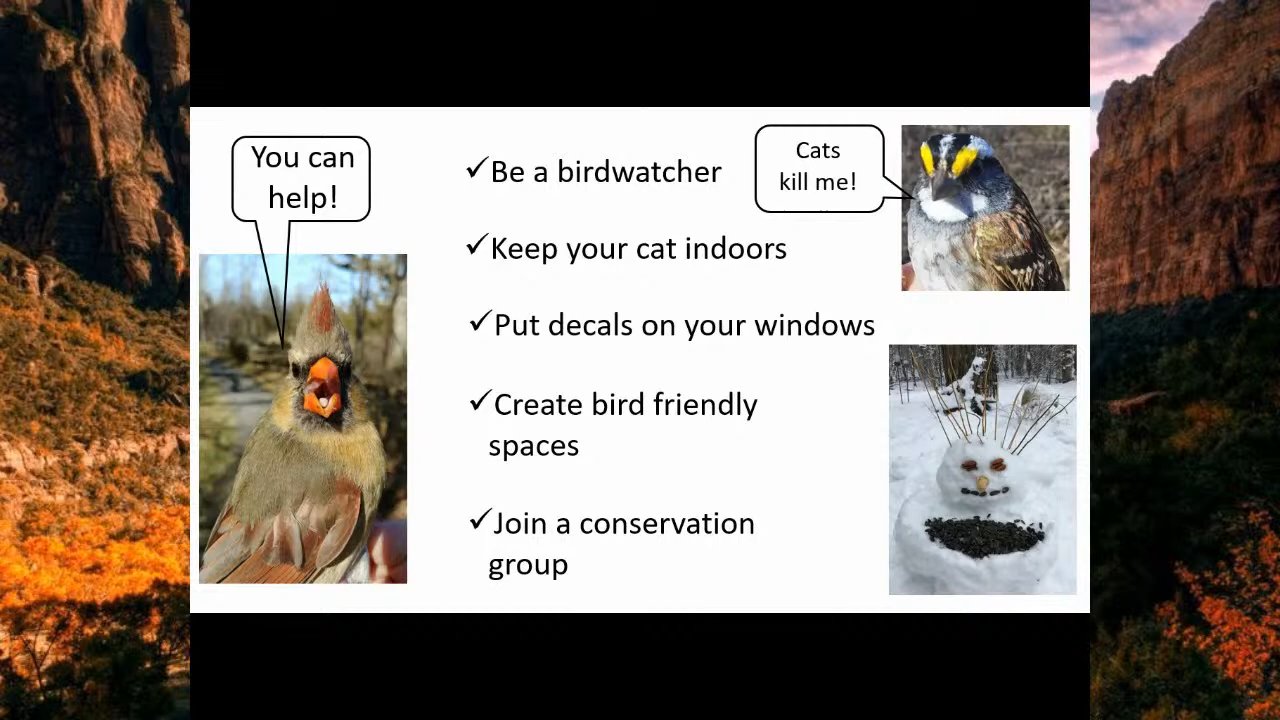 You can
help!
✓Be a birdwatcher
Cats
kill me!
✓Keep your cat indoors
✓Put decals on your windows
✓Create bird friendly
spaces
✓Join a conservation
group